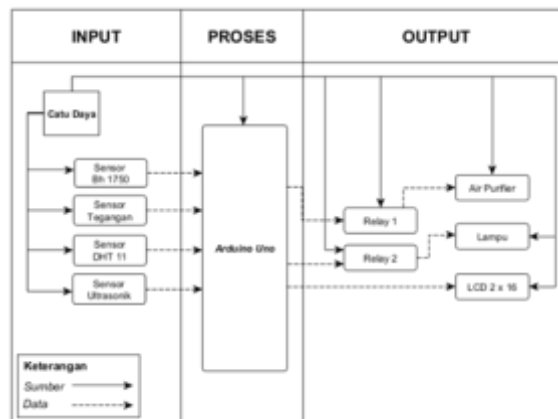 INPUT
PROSES
OUTPUT
Catu Daya
Sensor
Bh 1750
Sensor
Tegangan
Sensor
DHT 11
Sensor
Ultrasonik
Arduino Uno
Relay 1
Relay 2
Air Purifier
Lampu
LCD 2 x 16
Keterangan
Sumber
Data